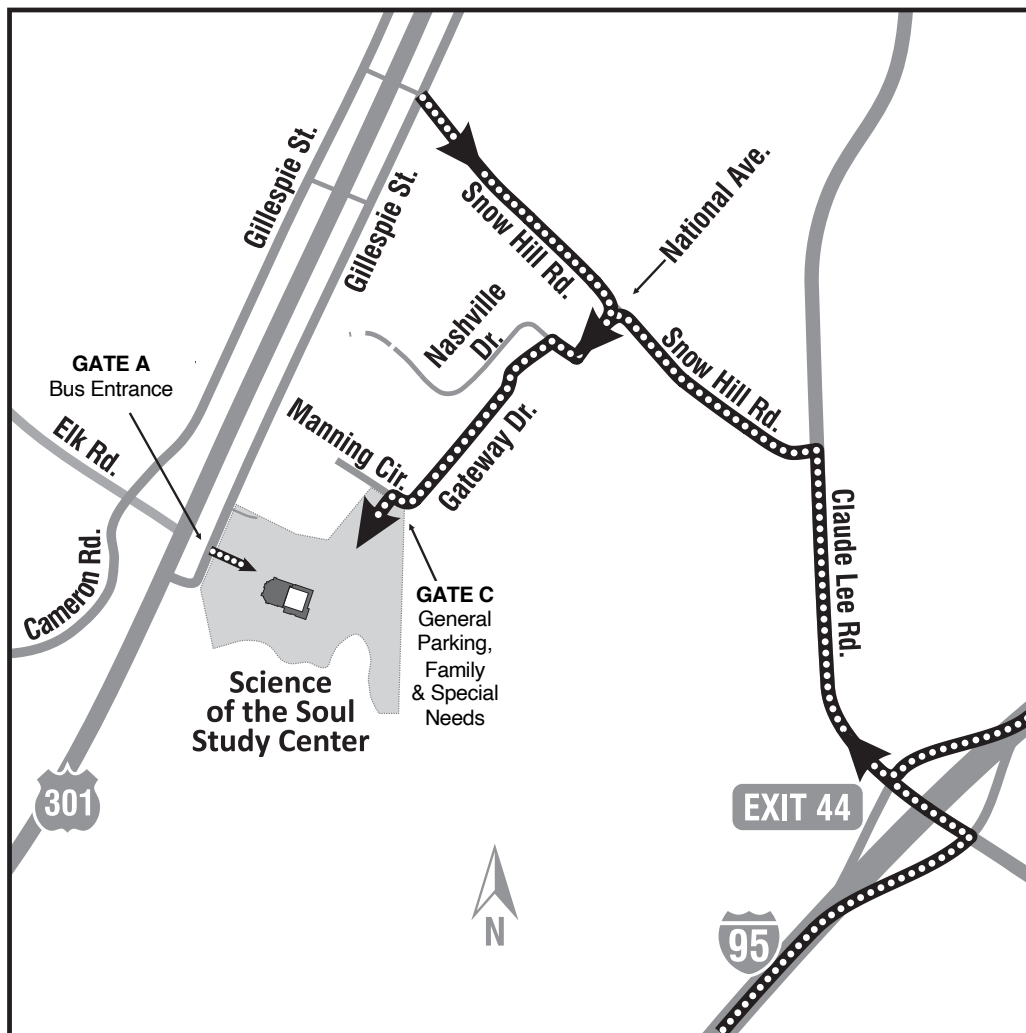 Gillespie St.
Gillespie St.
Snow Hill Rd.
National Ave.
Nashville
Dr.
Snow Hill Rd.
GATE A
Bus Entrance
Elk Rd.
Manning Cir.
Gateway Dr.
Cameron Rd.
Claude Lee Rd.
GATE C
General
Parking,
Family
& Special
Needs
Science
of the Soul
Study Center
301
EXIT 44
N
95